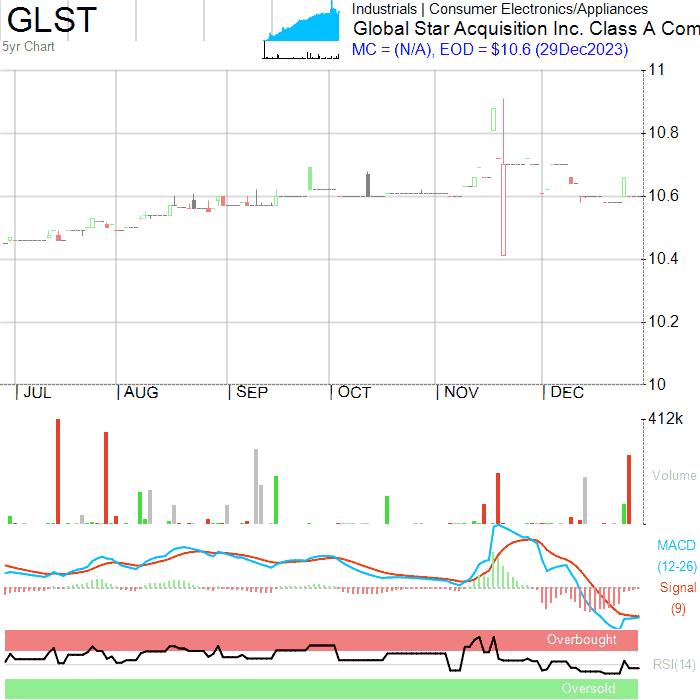 GLST
5yr Chart
Industrials | Consumer Electronics/Appliances
Global Star Acquisition Inc. Class A Com
MC = (N/A), EOD = $10.6 (29Dec2023)
11
10.8
10.6
10.4
10.2
10
JUL AUG SEP OCT NOV DEC
412k
Volume
MACD
(12-26)
Signal
(9)
Overbought
RSI(14)
Oversold